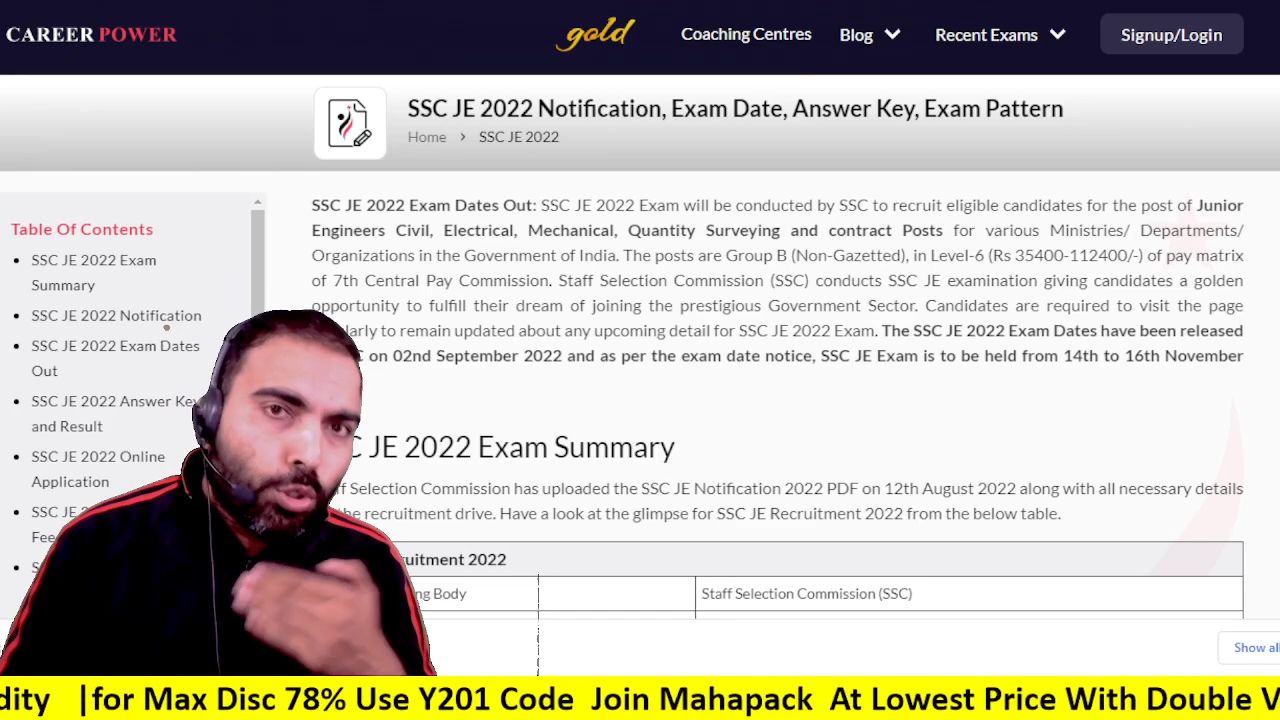 CAREER POWER
gold
Coaching Centres
Blog
Recent Exams
Signup/Login
SSC JE 2022 Notification, Exam Date, Answer Key, Exam Pattern
Home > SSC JE 2022
Table Of Contents
SSC JE 2022 Exam
Summary
SSC JE 2022 Notification
SSC JE 2022 Exam Dates
Out
SSC JE 2022 Answer Key
and Result
SSC JE 2022 Online
Application
SSC JE
Fee
SSC JE 2022 Exam Dates Out: SSC JE 2022 Exam will be conducted by SSC to recruit eligible candidates for the post of Junior
Engineers Civil, Electrical, Mechanical, Quantity Surveying and contract Posts for various Ministries/ Departments/
Organizations in the Government of India. The posts are Group B (Non-Gazetted), in Level-6 (Rs 35400-112400/-) of pay matrix
of 7th Central Pay Commission. Staff Selection Commission (SSC) conducts SSC JE examination giving candidates a golden
opportunity to fulfill their dream of joining the prestigious Government Sector. Candidates are required to visit the page
to remain updated about any upcoming detail for SSC JE 2022 Exam. The SSC JE 2022 Exam Dates have been released
on 02nd September 2022 and as per the exam date notice, SSC JE Exam is to be held from 14th to 16th November
JE 2022 Exam Summary
Selection Commission has uploaded the SSC JE Notification 2022 PDF on 12th August 2022 along with all necessary details
the recruitment drive. Have a look at the glimpse for SSC JE Recruitment 2022 from the below table.
2022
Body
Staff Selection Commission (SSC)
Show all
dity |for Max Disc 78% Use Y201 Code Join Mahapack At Lowest Price With Double V